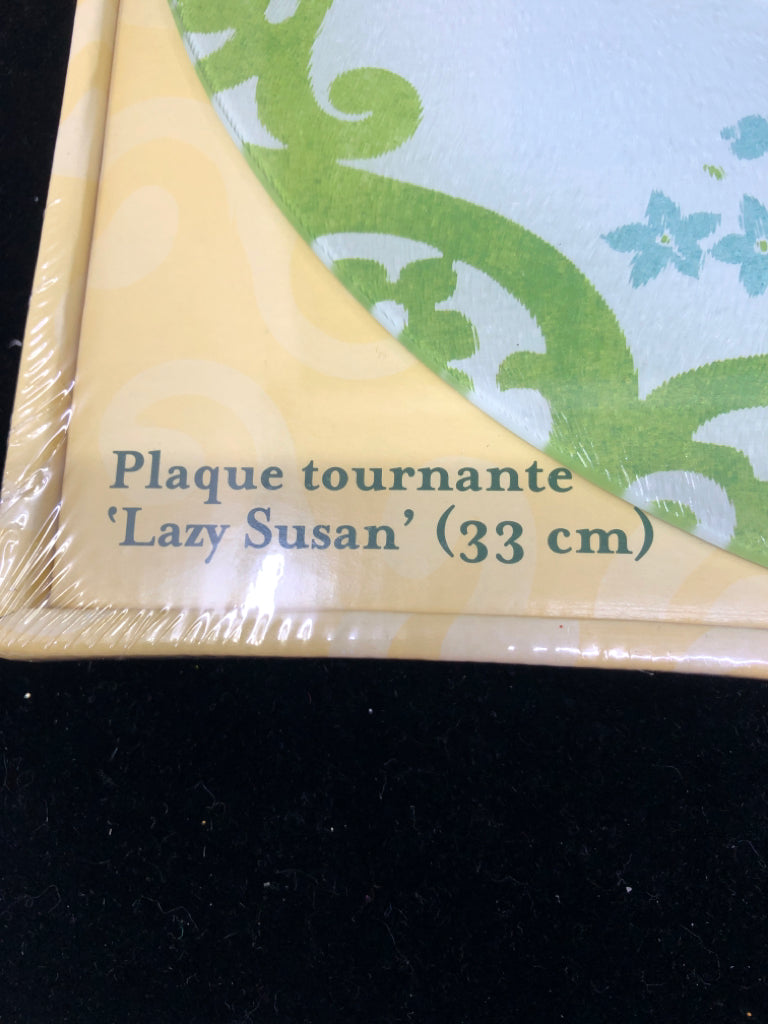 Plaque tournante
‘Lazy Susan’ (33 cm)